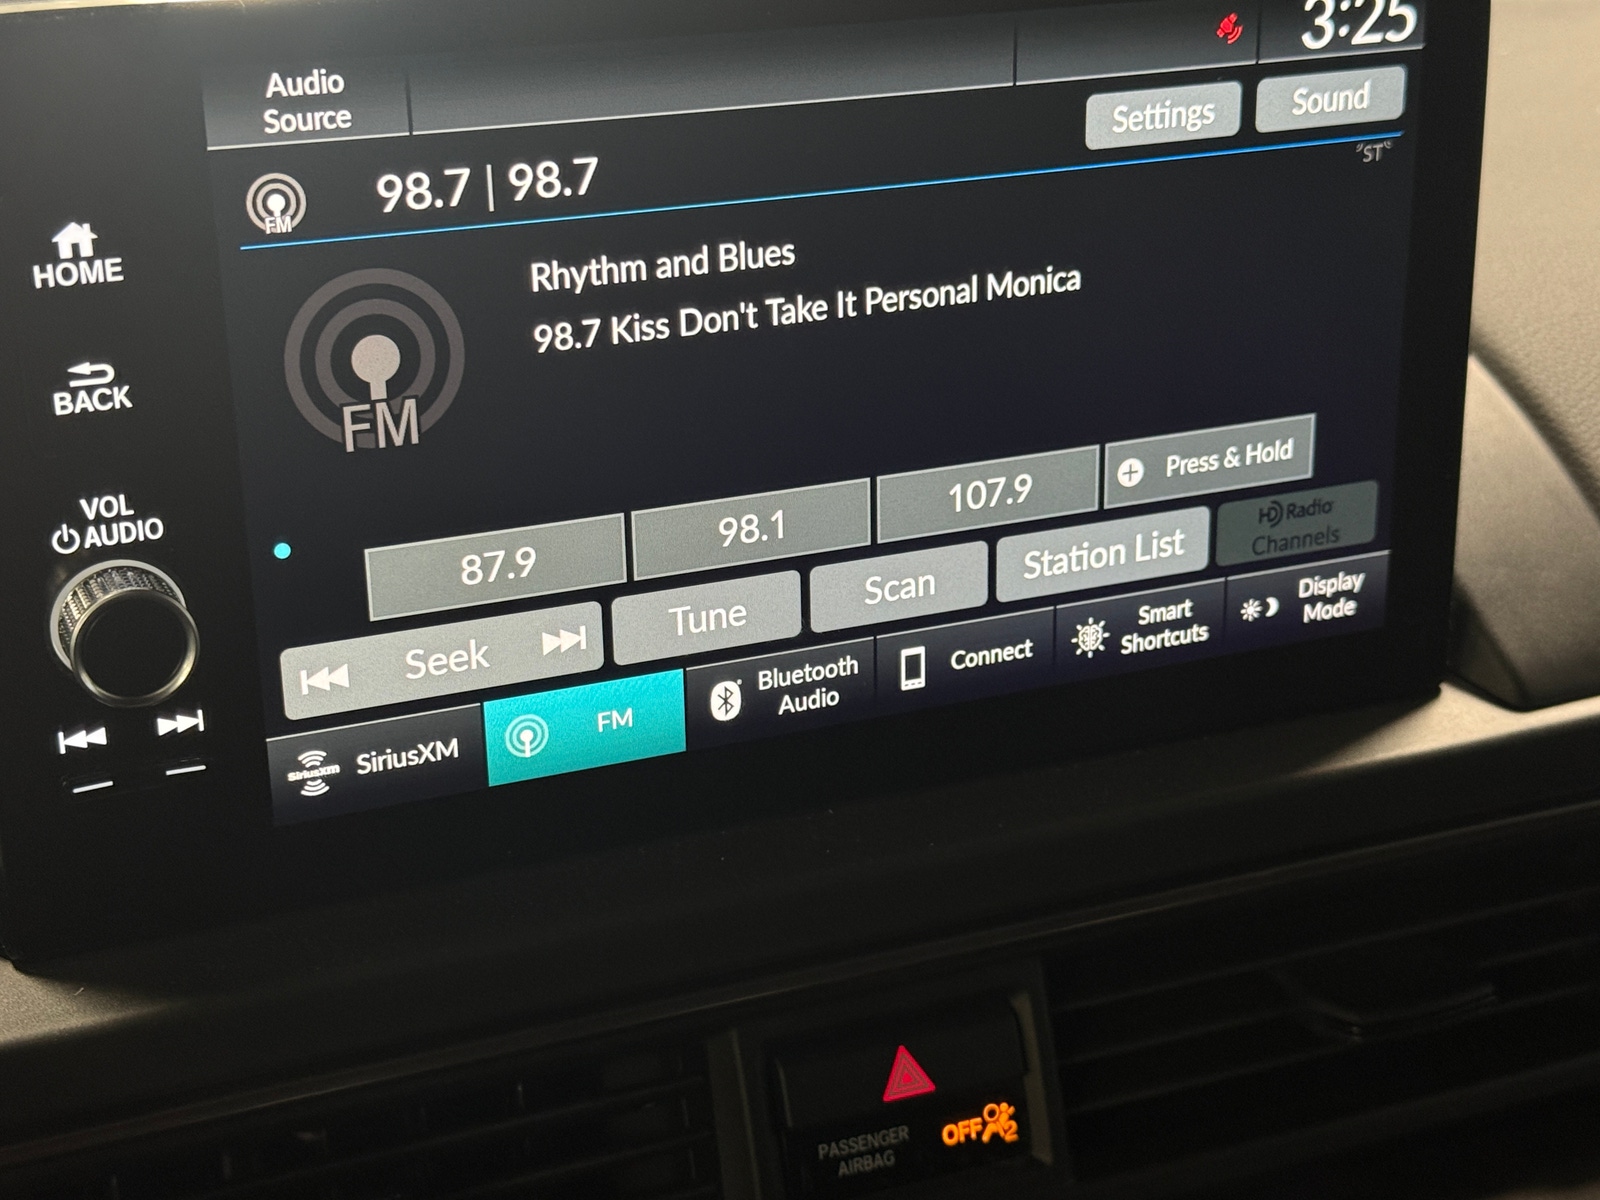 3:25
Audio
Source
Settings
Sound
FM
98.7 | 98.7
ST
HOME
Rhythm and Blues
98.7 Kiss Don't Take It Personal Monica
FM
BACK
VOL
AUDIO
87.9
98.1
107.9
Press & Hold
Seek
Tune
Scan
Station List
HD Radio
Channels
SiriusXM
SiriusXM
FM
Bluetooth
Audio
Connect
Smart
Shortcuts
Display
Mode
PASSENGER
AIRBAG
OFF
2